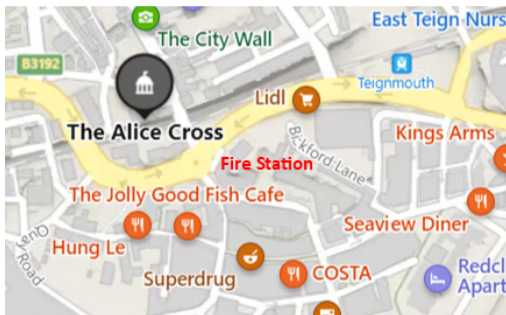 East Teign Nurs
The City Wall
B3192
Teignmouth
Lidl
The Alice Cross
Kings Arms
Bickford Lane
Fire Station
The Jolly Good Fish Cafe
Seaview Diner
Quay Road
Hung Le
Superdrug
COSTA
Redcl
Apart